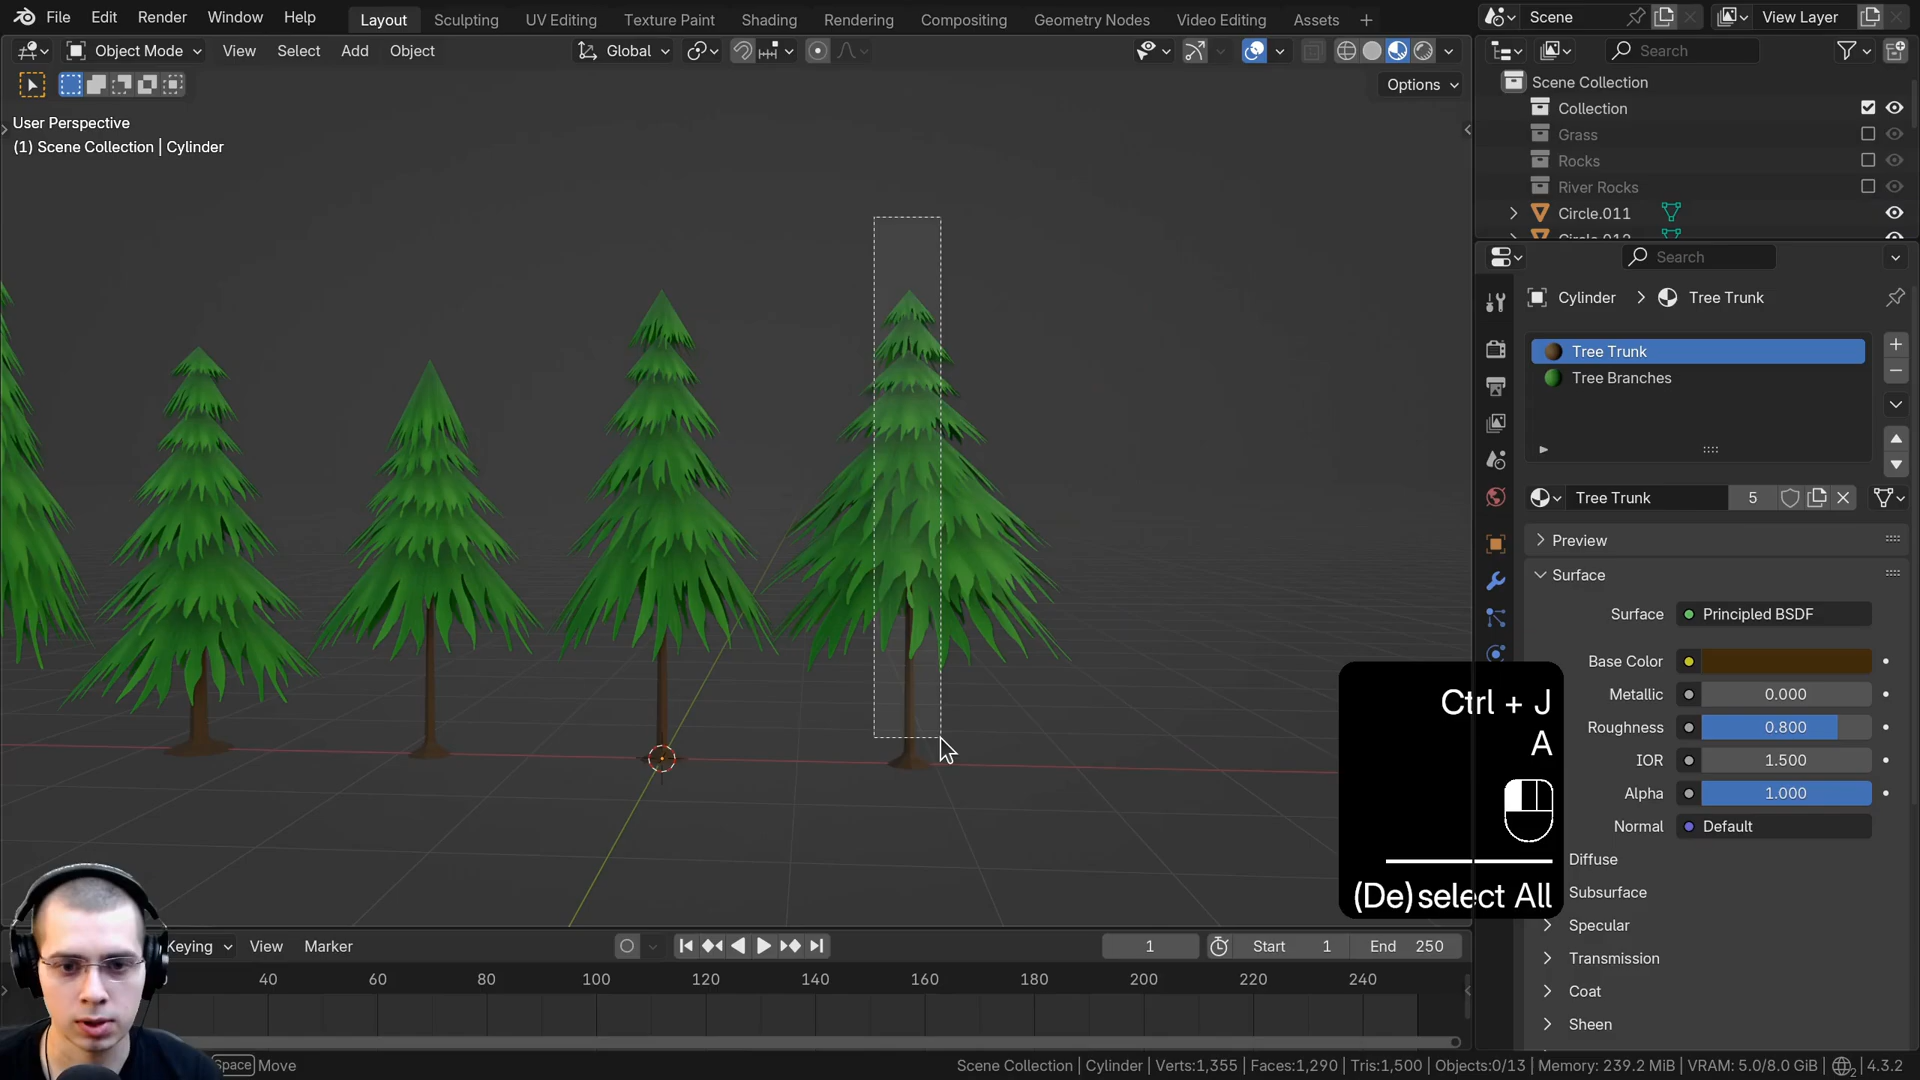 File Edit Render Window Help
Layout Sculpting UV Editing Texture Paint Shading Rendering Compositing Geometry Nodes Video Editing Assets +
Scene View Layer
Object Mode View Select Add Object Global
Search
Options
Scene Collection
Collection
Grass
Rocks
River Rocks
Circle.011
User Perspective
(1) Scene Collection | Cylinder
Search
Cylinder > Tree Trunk
Tree Trunk
Tree Branches
Tree Trunk 5
Preview
Surface
Surface Principled BSDF
Base Color
Metallic 0.000
Roughness 0.800
IOR 1.500
Alpha 1.000
Normal Default
Diffuse
Subsurface
Specular
Transmission
Coat
Sheen
Ctrl + J
A
(De)select All
Keying View Marker
1 Start 1 End 250
40 60 80 100 120 140 160 180 200 220 240
Space Move
Scene Collection | Cylinder | Verts:1,355 | Faces:1,290 | Tris:1,500 | Objects:0/13 | Memory: 239.2 MiB | VRAM: 5.0/8.0 GiB | 4.3.2